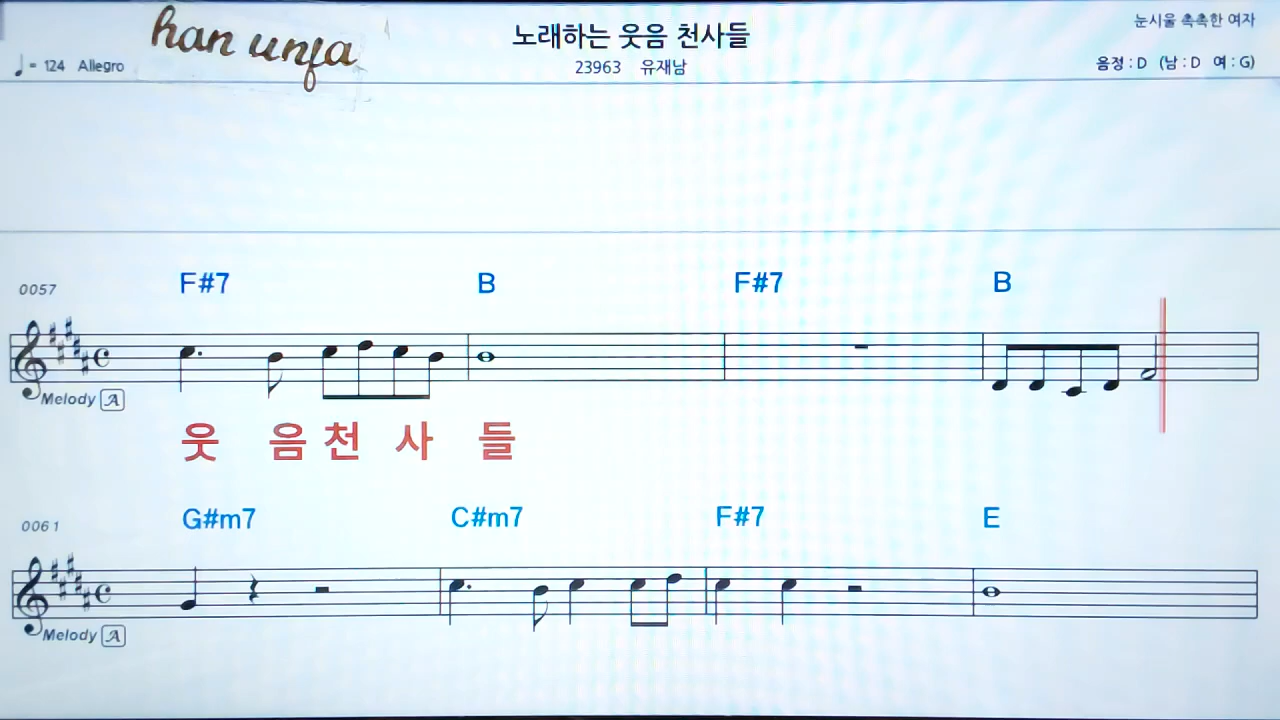 han unfa
노래하는 웃음 천사들
눈시울 촉촉한 여자
♩= 124 Allegro
23963 유재남
음정 : D (남 : D 여 : G)
0057 F#7 B F#7 B
Melody A
웃 음 천 사 들
0061 G#m7 C#m7 F#7 E
Melody A